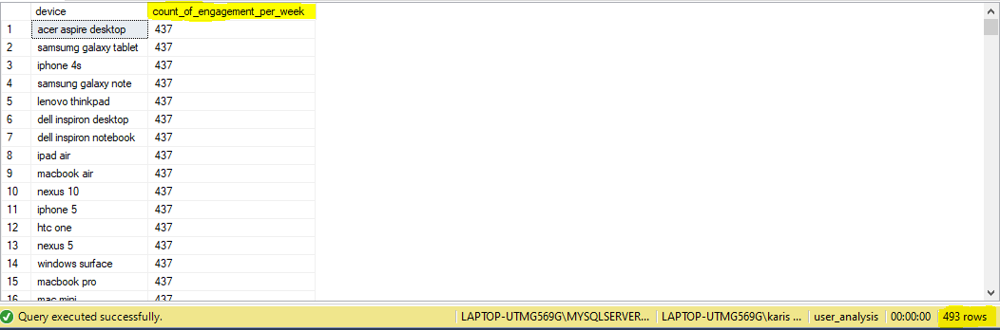 device count_of_engagement_per_week
1 acer aspire desktop 437
2 samsumg galaxy tablet 437
3 iphone 4s 437
4 samsung galaxy note 437
5 lenovo thinkpad 437
6 dell inspiron desktop 437
7 dell inspiron notebook 437
8 ipad air 437
9 macbook air 437
10 nexus 10 437
11 iphone 5 437
12 htc one 437
13 nexus 5 437
14 windows surface 437
15 macbook pro 437
16 mac mini 437
Query executed successfully. LAPTOP-UTMG569G\MYSQLSERVER... LAPTOP-UTMG569G\karis ... user_analysis 00:00:00 493 rows